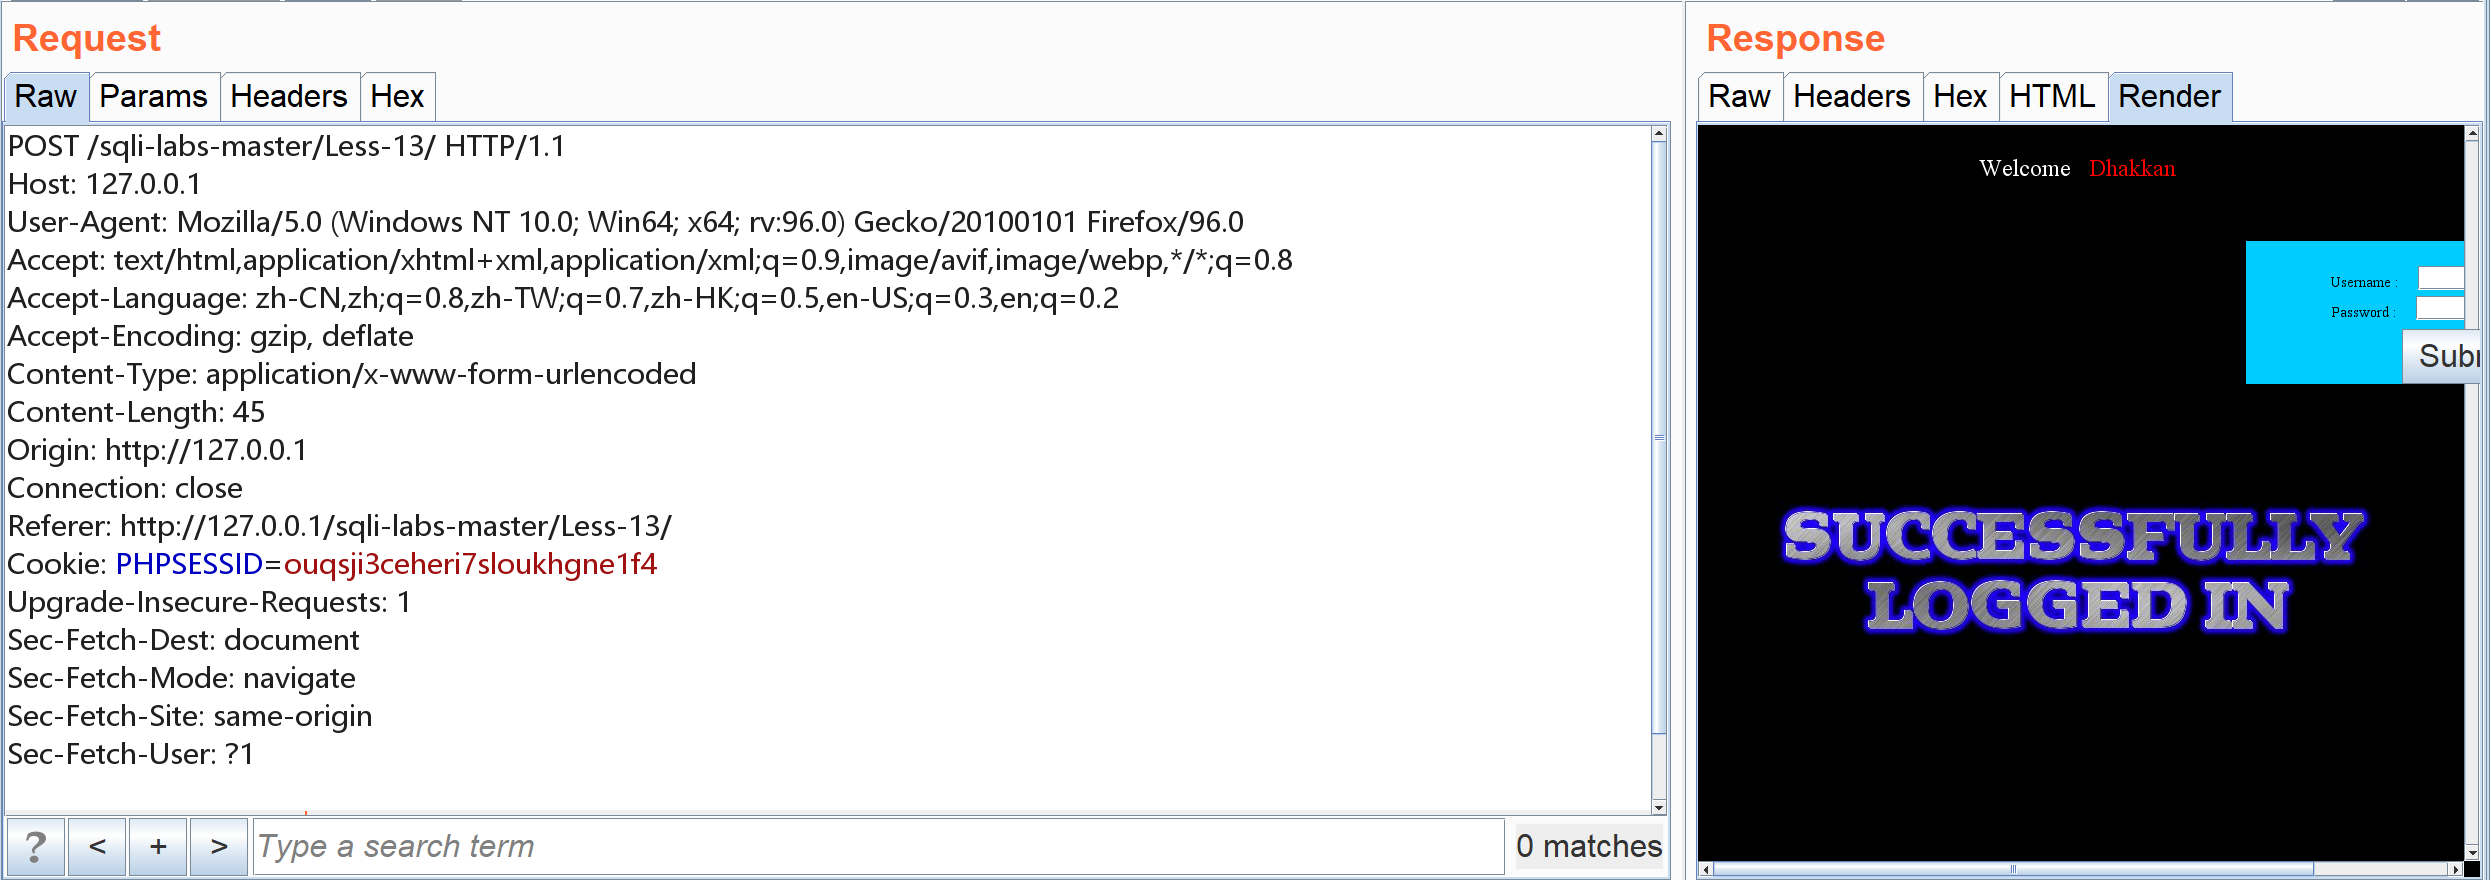 Request
Raw Params Headers Hex
POST /sqli-labs-master/Less-13/ HTTP/1.1
Host: 127.0.0.1
User-Agent: Mozilla/5.0 (Windows NT 10.0; Win64; x64; rv:96.0) Gecko/20100101 Firefox/96.0
Accept: text/html,application/xhtml+xml,application/xml;q=0.9,image/avif,image/webp,*/*;q=0.8
Accept-Language: zh-CN,zh;q=0.8,zh-TW;q=0.7,zh-HK;q=0.5,en-US;q=0.3,en;q=0.2
Accept-Encoding: gzip, deflate
Content-Type: application/x-www-form-urlencoded
Content-Length: 45
Origin: http://127.0.0.1
Connection: close
Referer: http://127.0.0.1/sqli-labs-master/Less-13/
Cookie: PHPSESSID=ouqsji3ceheri7sloukhgne1f4
Upgrade-Insecure-Requests: 1
Sec-Fetch-Dest: document
Sec-Fetch-Mode: navigate
Sec-Fetch-Site: same-origin
Sec-Fetch-User: ?1
? < + > Type a search term 0 matches
Response
Raw Headers Hex HTML Render
Welcome Dhakkan
Username :
Password :
Subm
SUCCESSFULLY
LOGGED IN